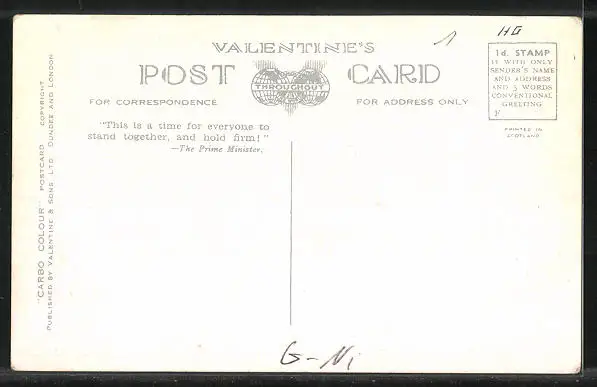 VALENTINE'S
POST CARD
THROUGHOUT
FOR CORRESPONDENCE
FOR ADDRESS ONLY
"This is a time for everyone to
stand together, and hold firm!"
—The Prime Minister.
1d. STAMP
IF WITH ONLY
SENDER'S NAME
AND ADDRESS
AND 5 WORDS
CONVENTIONAL
GREETING
F
PRINTED IN
SCOTLAND
"CARBO COLOUR" POSTCARD COPYRIGHT
PUBLISHED BY VALENTINE & SONS LTD DUNDEE AND LONDON
1
HG
G-Ni